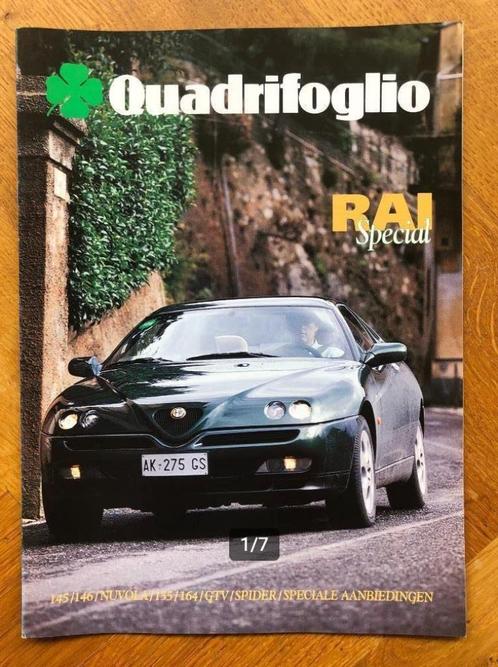 Quadrifoglio
RAI
Special
AK·275 GS
1/7
145/146/NUVOLA/155/164/GTV/SPIDER/SPECIALE AANBIEDINGEN